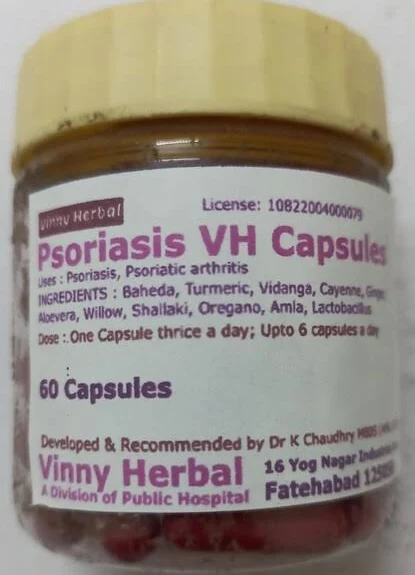 Vinny Herbal
License: 10822004000079
Psoriasis VH Capsules
Uses : Psoriasis, Psoriatic arthritis
INGREDIENTS : Baheda, Turmeric, Vidanga, Cayenne, Ginger,
Aloevera, Willow, Shallaki, Oregano, Amla, Lactobacillus
Dose : One Capsule thrice a day; Upto 6 capsules a day
60 Capsules
Developed & Recommended by Dr K Chaudhry MBBS
Vinny Herbal
A Division of Public Hospital
16 Yog Nagar
Fatehabad